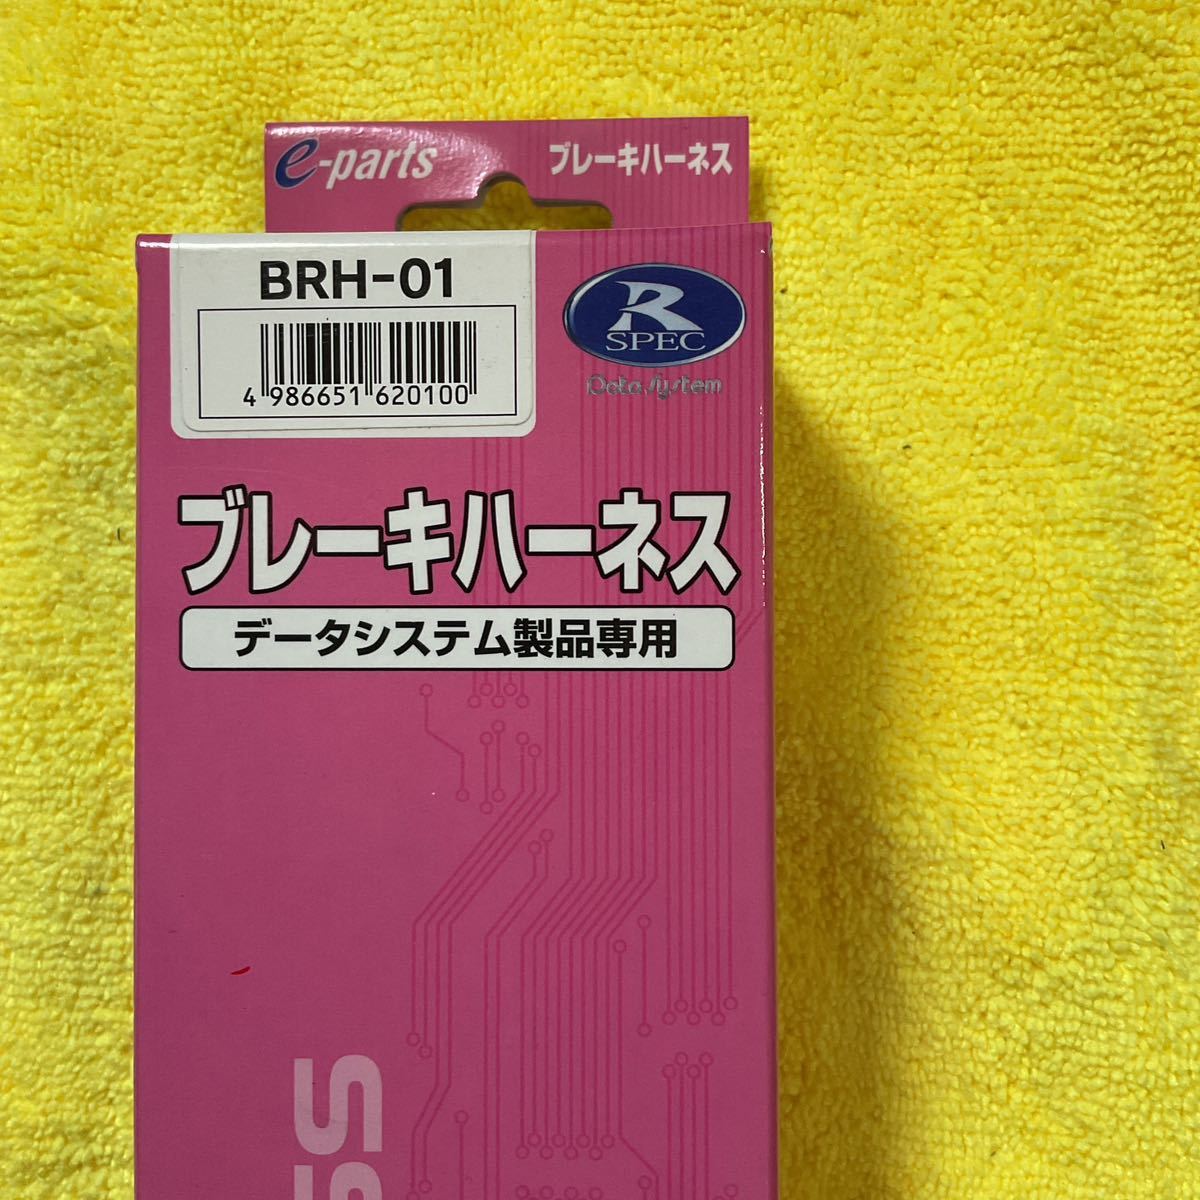 e-parts ブレーキハーネス
BRH-01
4 986651 620100
R
SPEC
Data System
ブレーキハーネス
データシステム製品専用
SS